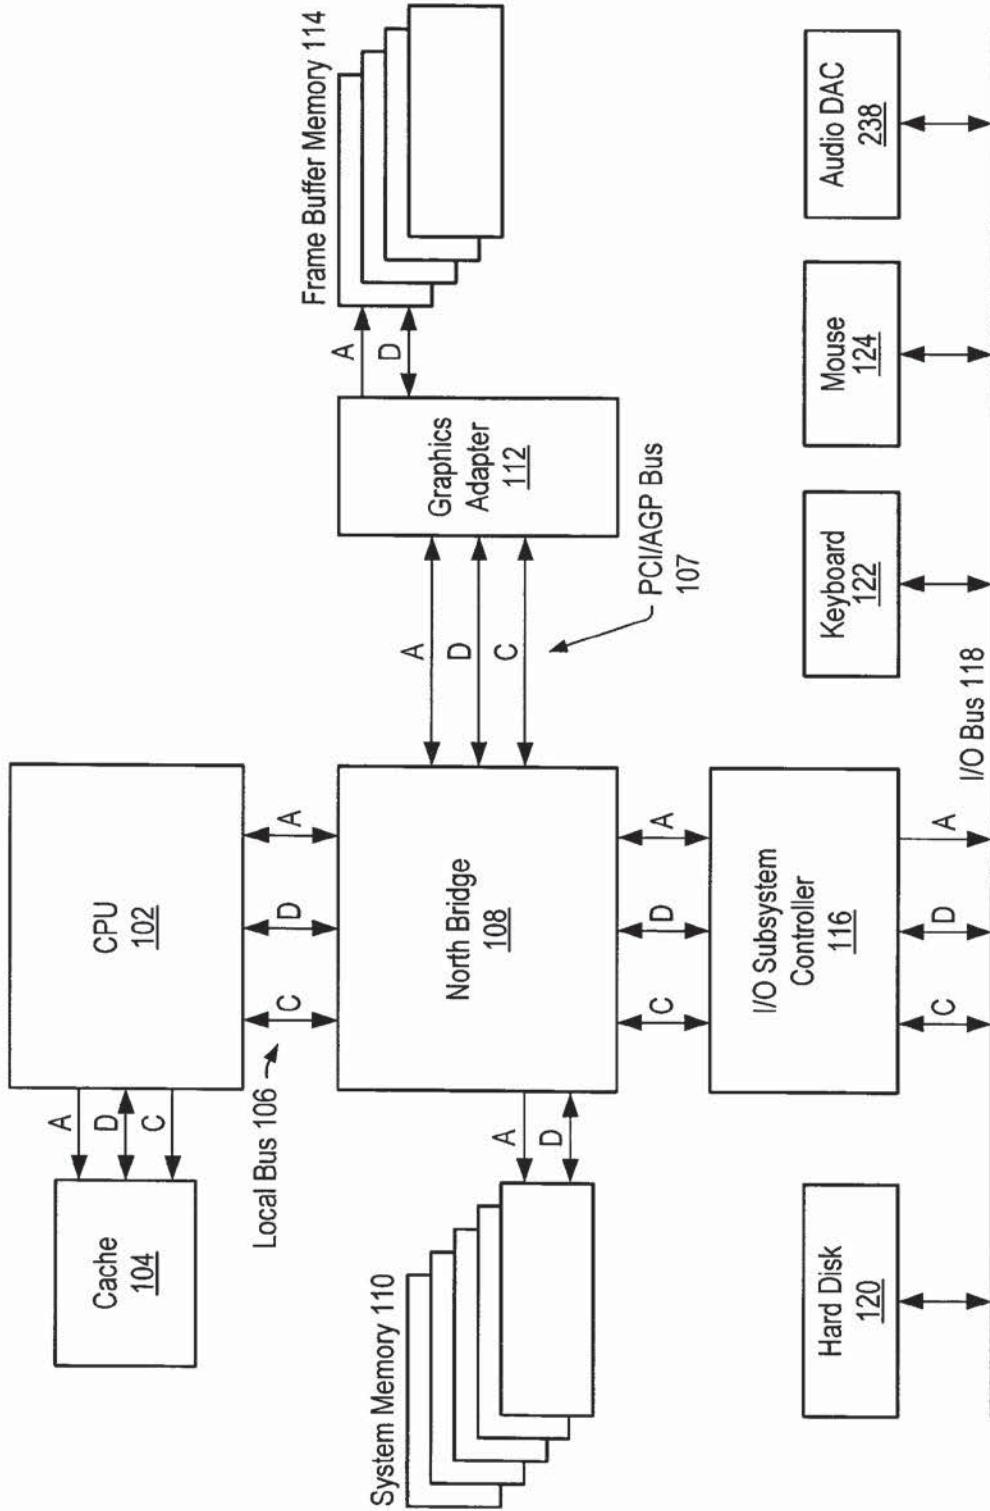 CPU
102
Cache
104
A
D
C
Local Bus 106
C
D
A
System Memory 110
A
D
North Bridge
108
A
D
C
PCI/AGP Bus
107
Graphics
Adapter
112
A
D
Frame Buffer Memory 114
C
D
A
I/O Subsystem
Controller
116
C
D
A
I/O Bus 118
Hard Disk
120
Keyboard
122
Mouse
124
Audio DAC
238